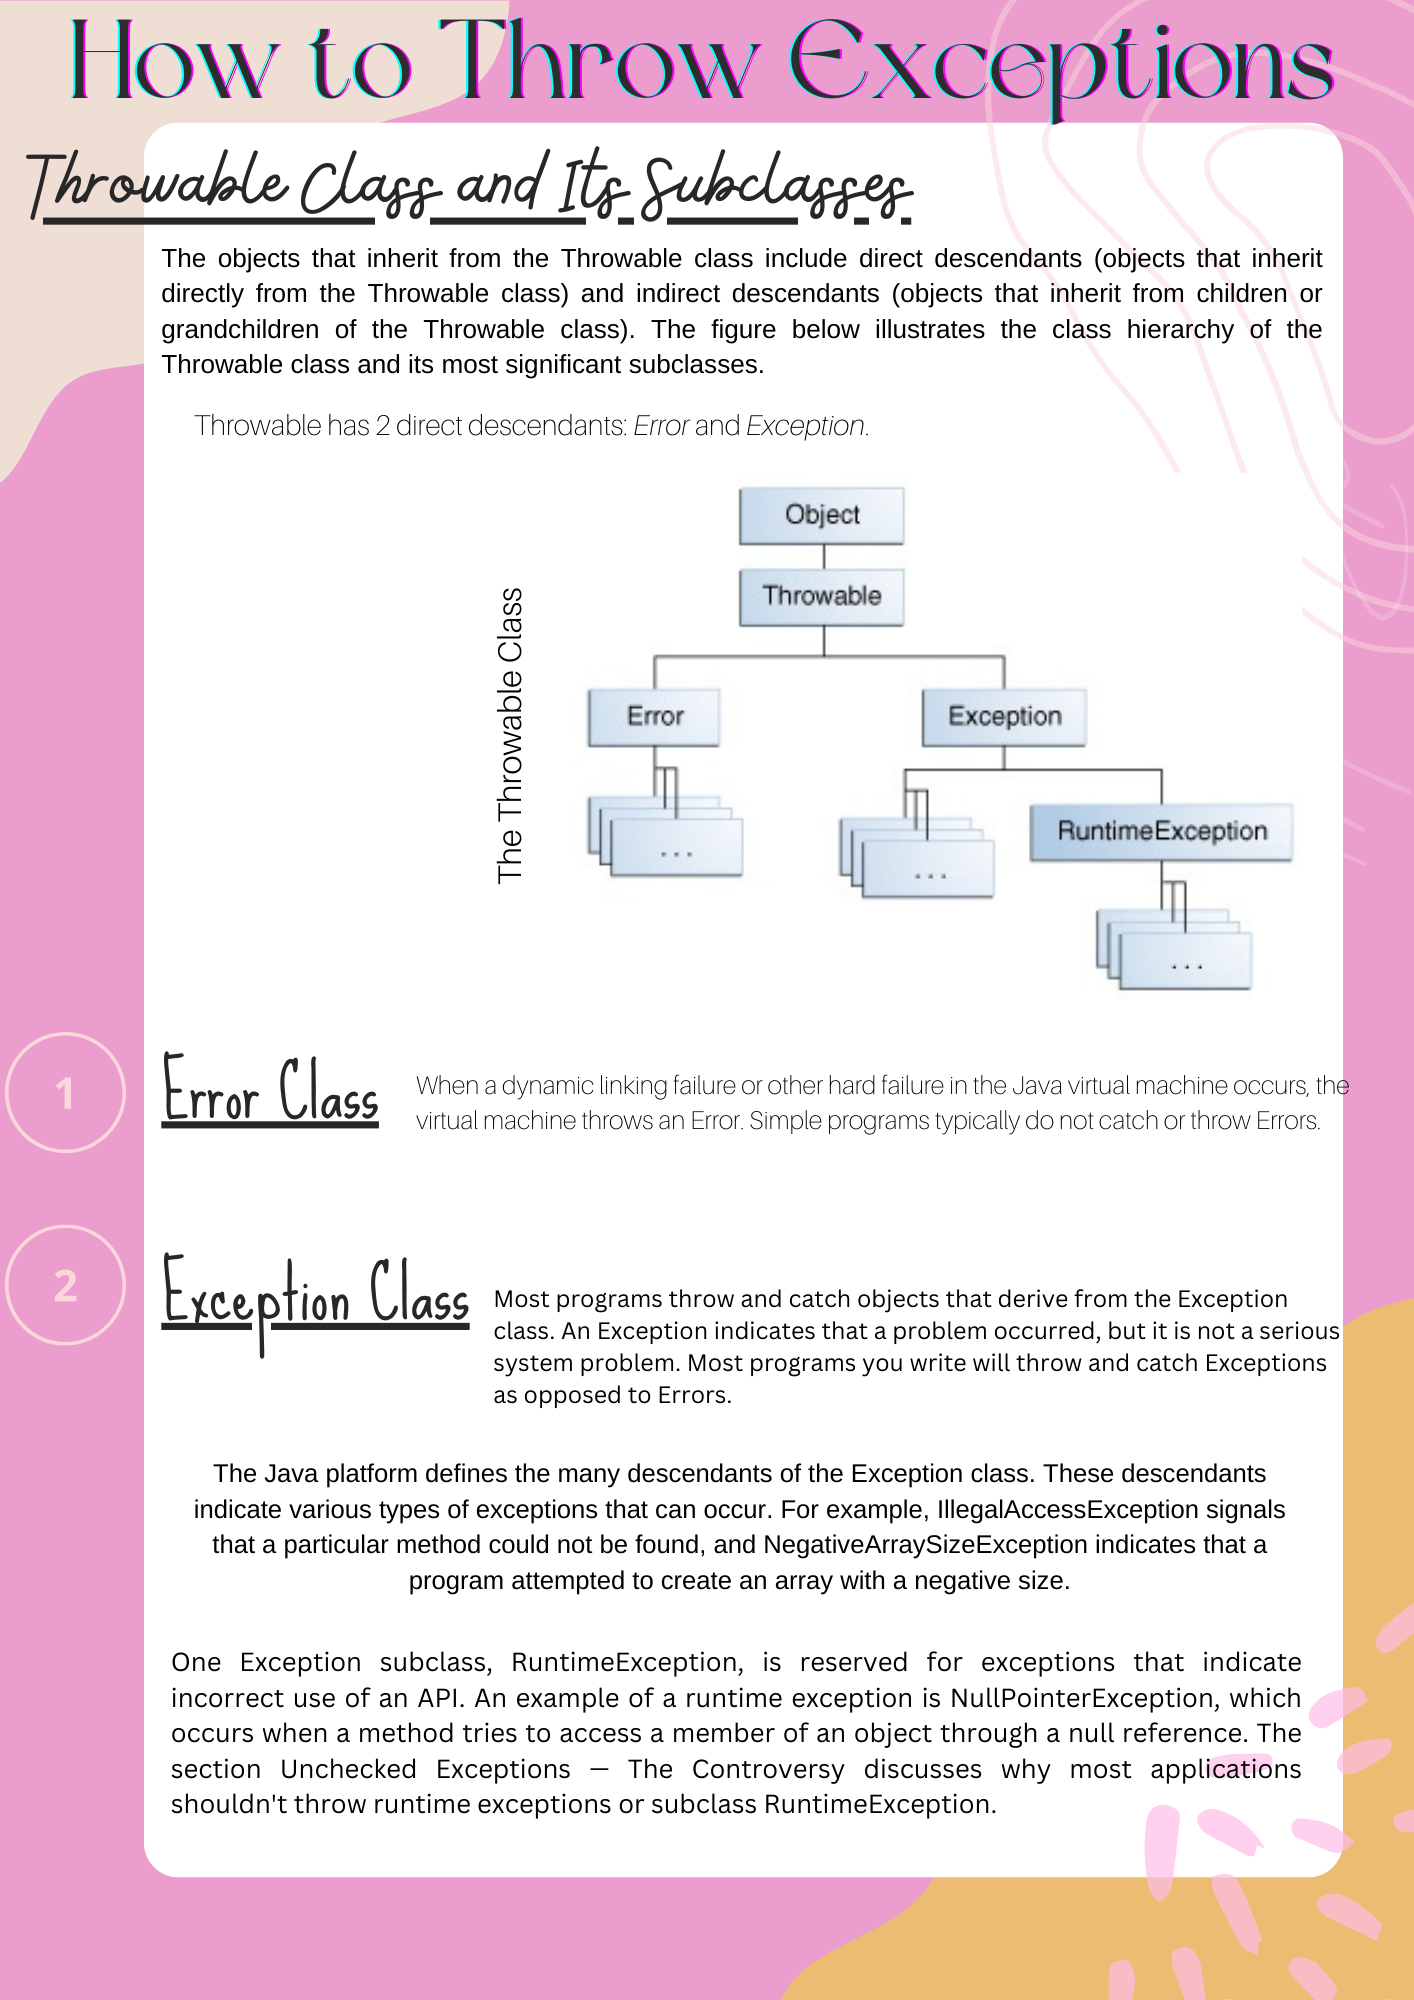 How to Throw Exceptions
Throwable Class and Its Subclasses
The objects that inherit from the Throwable class include direct descendants (objects that inherit
directly from the Throwable class) and indirect descendants (objects that inherit from children or
grandchildren of the Throwable class). The figure below illustrates the class hierarchy of the
Throwable class and its most significant subclasses.
Throwable has 2 direct descendants: Error and Exception.
The Throwable Class
Object
Throwable
Error
Exception
...
...
RuntimeException
...
1
Error Class
When a dynamic linking failure or other hard failure in the Java virtual machine occurs, the
virtual machine throws an Error. Simple programs typically do not catch or throw Errors.
2
Exception Class
Most programs throw and catch objects that derive from the Exception
class. An Exception indicates that a problem occurred, but it is not a serious
system problem. Most programs you write will throw and catch Exceptions
as opposed to Errors.
The Java platform defines the many descendants of the Exception class. These descendants
indicate various types of exceptions that can occur. For example, IllegalAccessException signals
that a particular method could not be found, and NegativeArraySizeException indicates that a
program attempted to create an array with a negative size.
One Exception subclass, RuntimeException, is reserved for exceptions that indicate
incorrect use of an API. An example of a runtime exception is NullPointerException, which
occurs when a method tries to access a member of an object through a null reference. The
section Unchecked Exceptions — The Controversy discusses why most applications
shouldn't throw runtime exceptions or subclass RuntimeException.